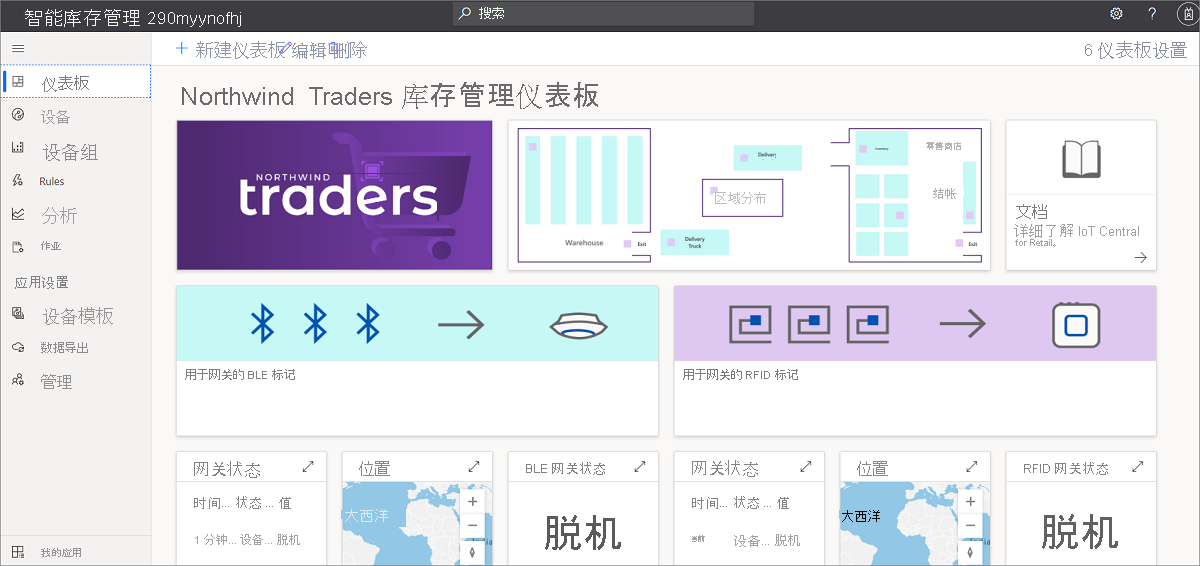 智能库存管理 290myynofhj
搜索
?
新建仪表板 编辑 删除
6 仪表板设置
仪表板
设备
设备组
Rules
分析
作业
应用设置
设备模板
数据导出
管理
我的应用
Northwind Traders 库存管理仪表板
NORTHWIND
traders
Warehouse
Exit
Delivery
区域分布
Delivery
Truck
零售商店
结帐
Exit
文档
详细了解 IoT Central
for Retail。
用于网关的 BLE 标记
用于网关的 RFID 标记
网关状态
时间... 状态 ... 值
1 分钟... 设备... 脱机
位置
大西洋
BLE 网关状态
脱机
网关状态
时间... 状态... 值
当前 设备... 脱机
位置
大西洋
RFID 网关状态
脱机